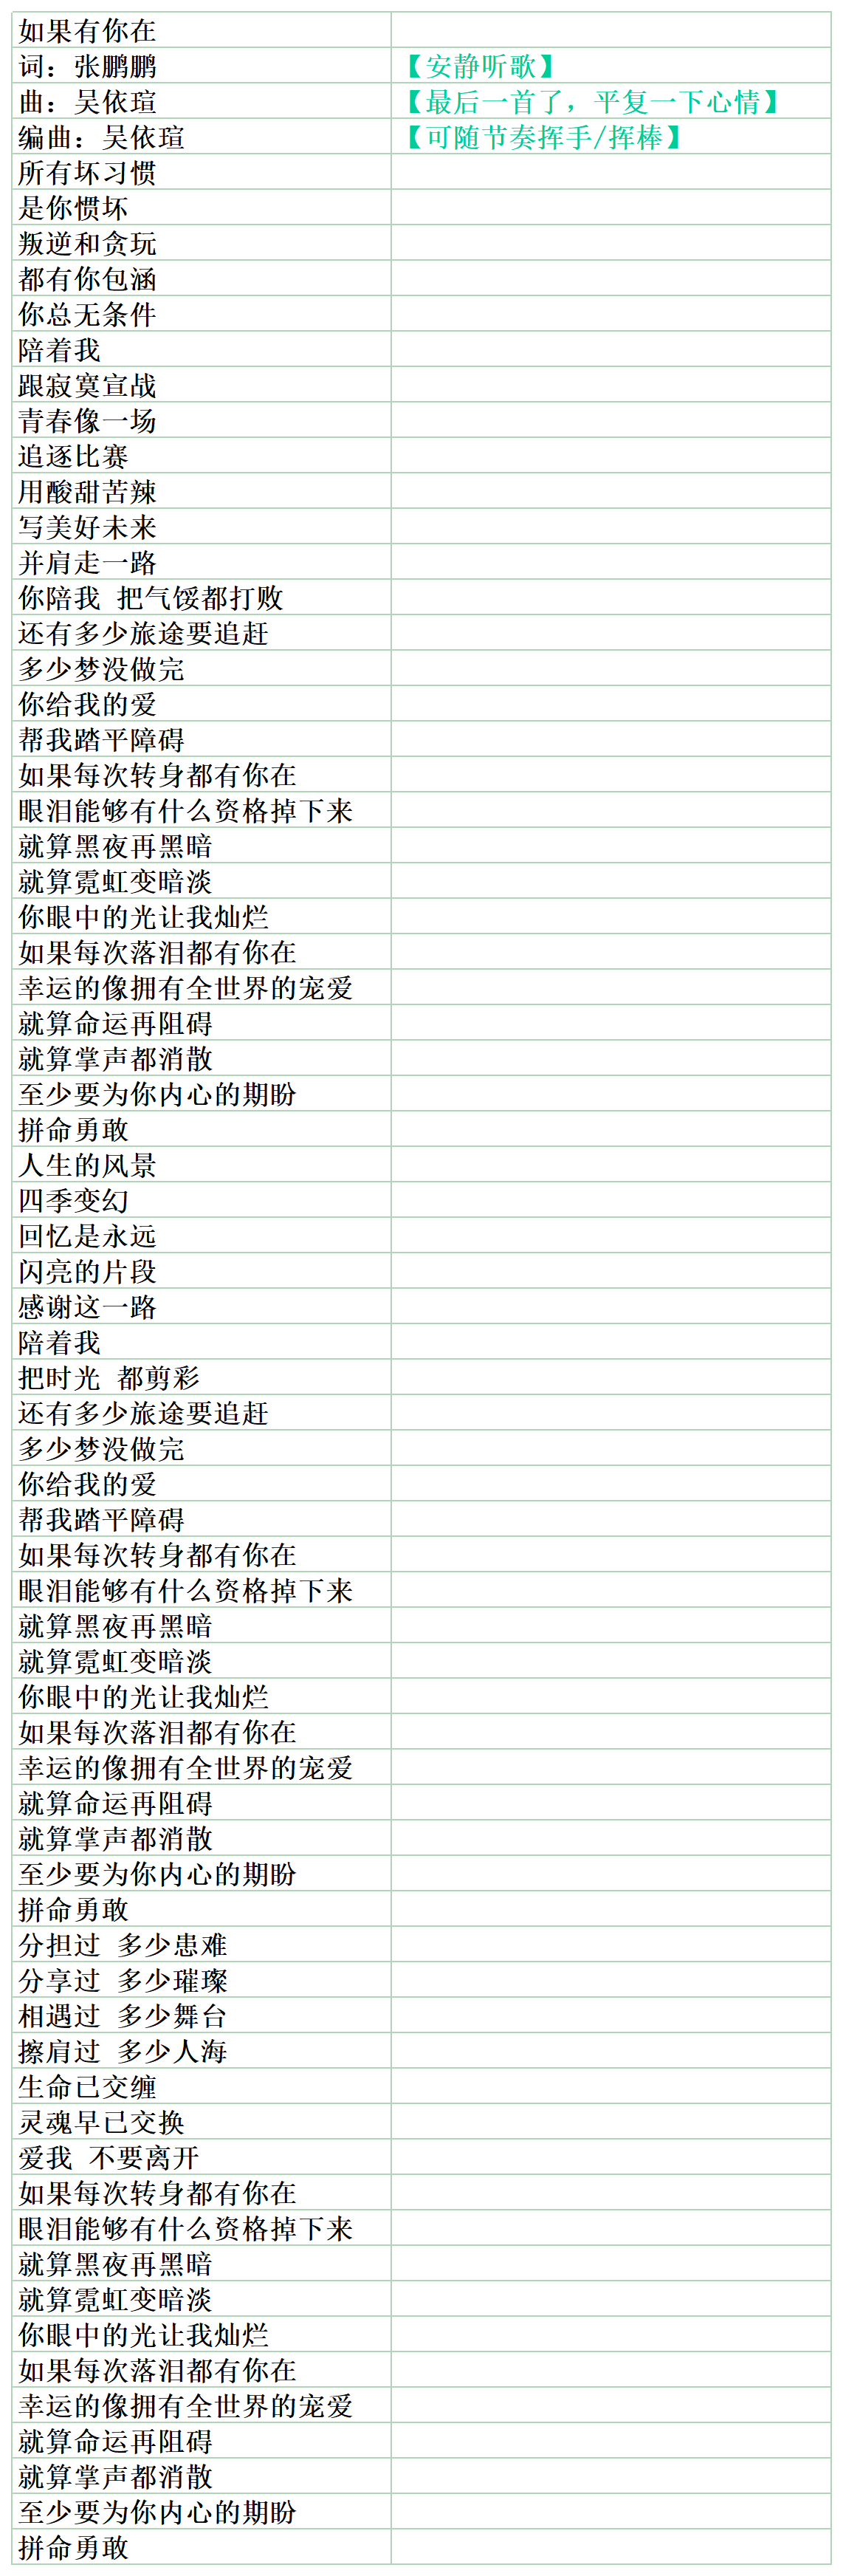 如果有你在
词：张鹏鹏 【安静听歌】
曲：吴依瑄 【最后一首了，平复一下心情】
编曲：吴依瑄 【可随节奏挥手/挥棒】
所有坏习惯
是你惯坏
叛逆和贪玩
都有你包涵
你总无条件
陪着我
跟寂寞宣战
青春像一场
追逐比赛
用酸甜苦辣
写美好未来
并肩走一路
你陪我 把气馁都打败
还有多少旅途要追赶
多少梦没做完
你给我的爱
帮我踏平障碍
如果每次转身都有你在
眼泪能够有什么资格掉下来
就算黑夜再黑暗
就算霓虹变暗淡
你眼中的光让我灿烂
如果每次落泪都有你在
幸运的像拥有全世界的宠爱
就算命运再阻碍
就算掌声都消散
至少要为你内心的期盼
拼命勇敢
人生的风景
四季变幻
回忆是永远
闪亮的片段
感谢这一路
陪着我
把时光 都剪彩
还有多少旅途要追赶
多少梦没做完
你给我的爱
帮我踏平障碍
如果每次转身都有你在
眼泪能够有什么资格掉下来
就算黑夜再黑暗
就算霓虹变暗淡
你眼中的光让我灿烂
如果每次落泪都有你在
幸运的像拥有全世界的宠爱
就算命运再阻碍
就算掌声都消散
至少要为你内心的期盼
拼命勇敢
分担过 多少患难
分享过 多少璀璨
相遇过 多少舞台
擦肩过 多少人海
生命已交缠
灵魂早已交换
爱我 不要离开
如果每次转身都有你在
眼泪能够有什么资格掉下来
就算黑夜再黑暗
就算霓虹变暗淡
你眼中的光让我灿烂
如果每次落泪都有你在
幸运的像拥有全世界的宠爱
就算命运再阻碍
就算掌声都消散
至少要为你内心的期盼
拼命勇敢